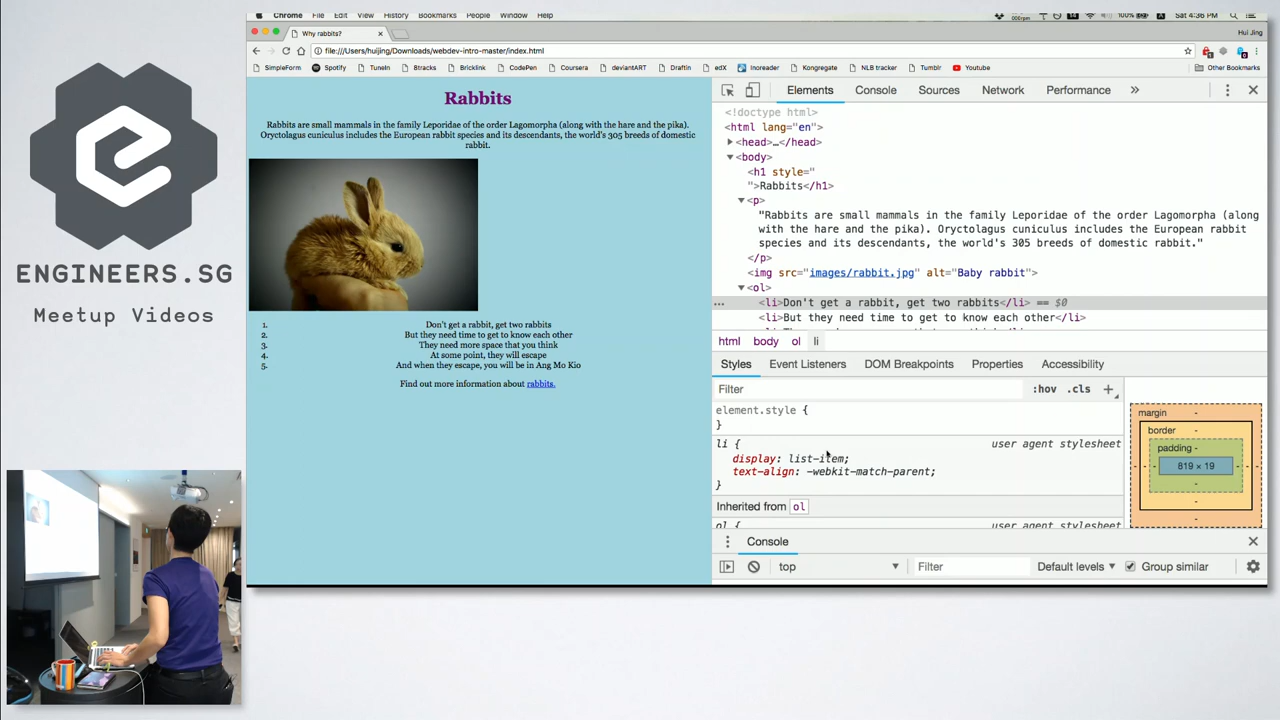 Chrome File Edit View History Bookmarks People Window Help
000rpm
100%
Sat 4:36 PM
Why rabbits?
Hui Jing
file:///Users/huijing/Downloads/webdev-intro-master/index.html
SimpleForm Spotify TuneIn 8tracks Bricklink CodePen Coursera deviantART Draftin edX Inoreader Kongregate NLB tracker Tumblr Youtube Other Bookmarks
Rabbits
Rabbits are small mammals in the family Leporidae of the order Lagomorpha (along with the hare and the pika).
Oryctolagus cuniculus includes the European rabbit species and its descendants, the world's 305 breeds of domestic
rabbit.
1. Don't get a rabbit, get two rabbits
2. But they need time to get to know each other
3. They need more space that you think
4. At some point, they will escape
5. And when they escape, you will be in Ang Mo Kio
Find out more information about rabbits.
ENGINEERS.SG
Meetup Videos
Elements Console Sources Network Performance »
<!doctype html>
<html lang="en">
<head>…</head>
<body>
<h1 style="
">Rabbits</h1>
<p>
"Rabbits are small mammals in the family Leporidae of the order Lagomorpha (along
with the hare and the pika). Oryctolagus cuniculus includes the European rabbit
species and its descendants, the world's 305 breeds of domestic rabbit."
</p>
<img src="images/rabbit.jpg" alt="Baby rabbit">
<ol>
… <li>Don't get a rabbit, get two rabbits</li> == $0
<li>But they need time to get to know each other</li>
html body ol li
Styles Event Listeners DOM Breakpoints Properties Accessibility
Filter :hov .cls +
element.style {
}
li { user agent stylesheet
display: list-item;
text-align: -webkit-match-parent;
}
Inherited from ol
ol { user agent stylesheet
margin -
border -
padding -
819 × 19
Console
top Filter Default levels Group similar